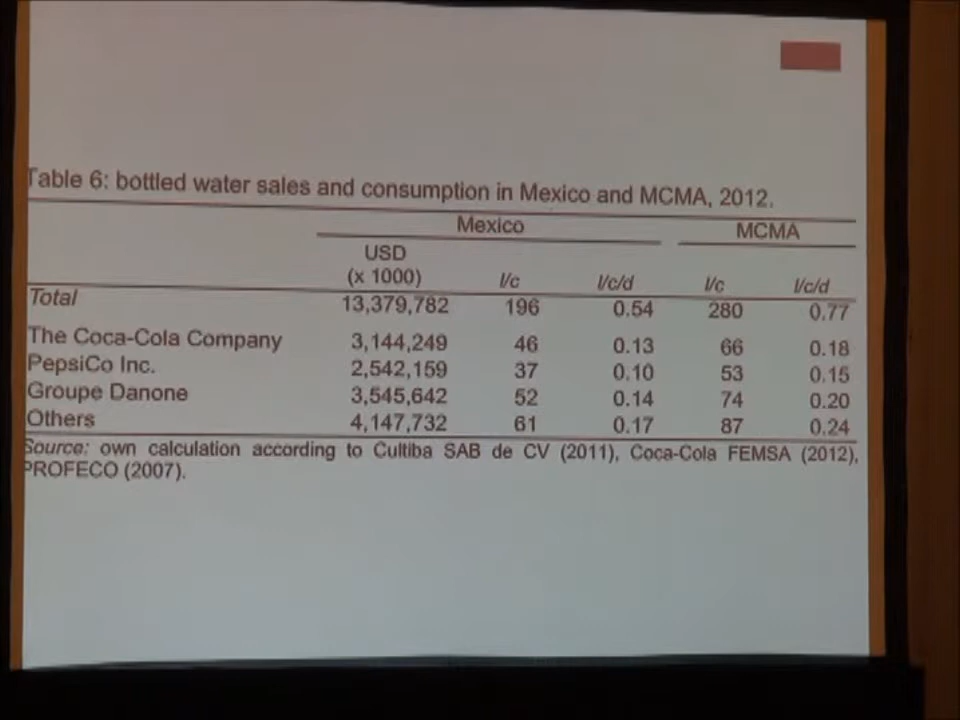 Table 6: bottled water sales and consumption in Mexico and MCMA, 2012.
Mexico MCMA
USD
(x 1000) l/c l/c/d l/c l/c/d
Total 13,379,782 196 0.54 280 0.77
The Coca-Cola Company 3,144,249 46 0.13 66 0.18
PepsiCo Inc. 2,542,159 37 0.10 53 0.15
Groupe Danone 3,545,642 52 0.14 74 0.20
Others 4,147,732 61 0.17 87 0.24
Source: own calculation according to Cultiba SAB de CV (2011), Coca-Cola FEMSA (2012),
PROFECO (2007).